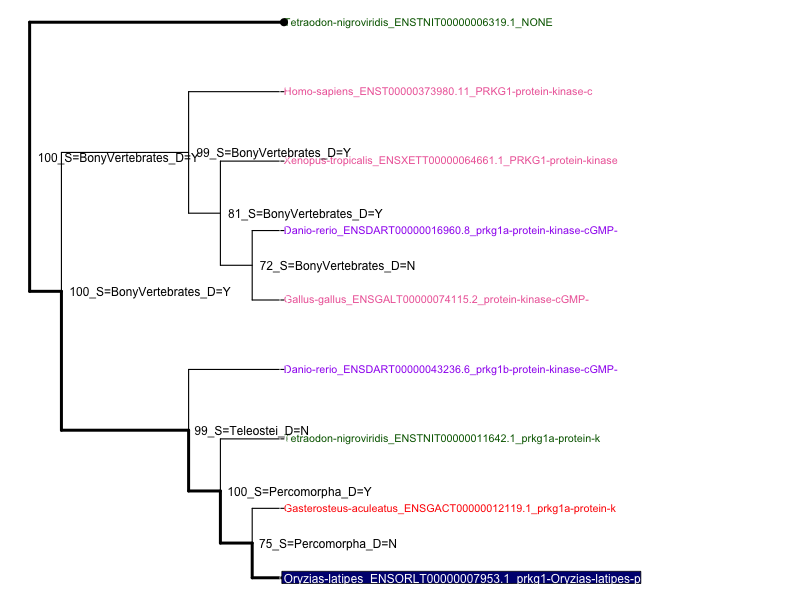 Tetraodon-nigroviridis_ENSTNIT00000006319.1_NONE
Homo-sapiens_ENST00000373980.11_PRKG1-protein-kinase-c
99_S=BonyVertebrates_D=Y
100_S=BonyVertebrates_D=Y
Xenopus-tropicalis_ENSXETT00000064661.1_PRKG1-protein-kinase
81_S=BonyVertebrates_D=Y
Danio-rerio_ENSDART00000016960.8_prkg1a-protein-kinase-cGMP-
72_S=BonyVertebrates_D=N
100_S=BonyVertebrates_D=Y
Gallus-gallus_ENSGALT00000074115.2_protein-kinase-cGMP-
Danio-rerio_ENSDART00000043236.6_prkg1b-protein-kinase-cGMP-
99_S=Teleostei_D=N
Tetraodon-nigroviridis_ENSTNIT00000011642.1_prkg1a-protein-k
100_S=Percomorpha_D=Y
Gasterosteus-aculeatus_ENSGACT00000012119.1_prkg1a-protein-k
75_S=Percomorpha_D=N
Oryzias-latipes_ENSORLT00000007953.1_prkg1-Oryzias-latipes-p